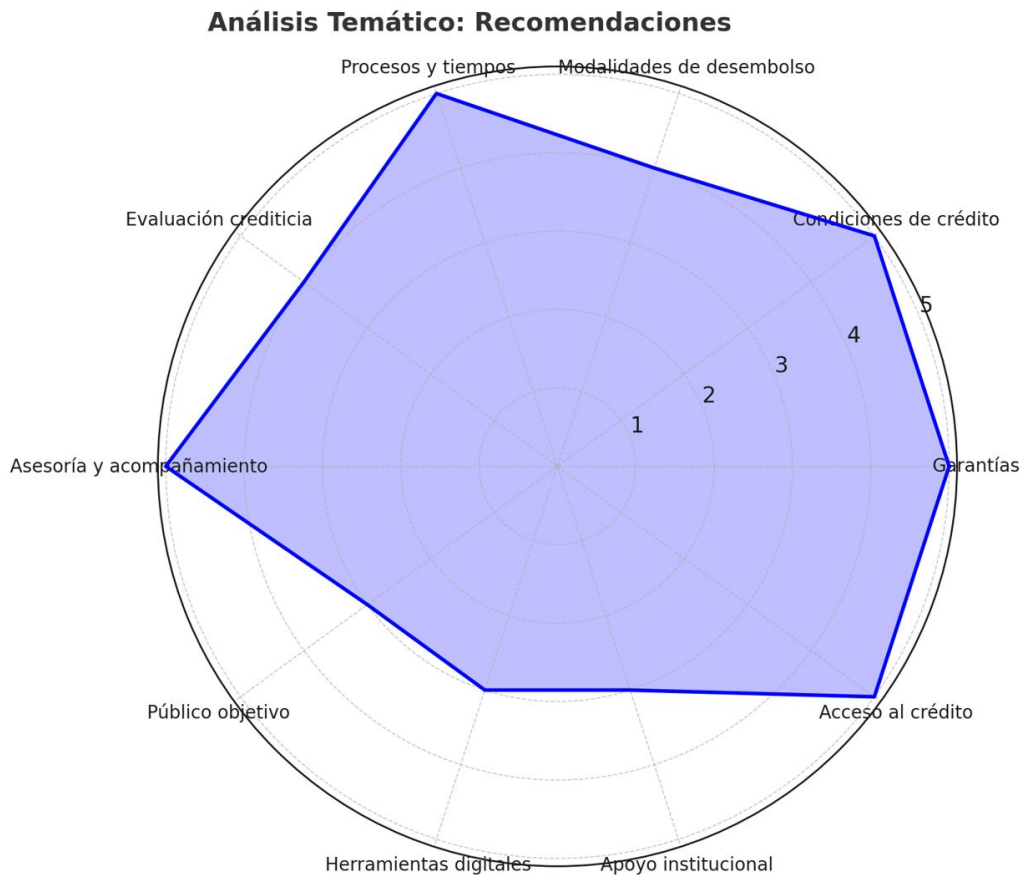 Análisis Temático: Recomendaciones
Procesos y tiempos
Modalidades de desembolso
Evaluación crediticia
Condiciones de crédito
5
4
3
2
1
Asesoría y acompañamiento
Garantías
Público objetivo
Acceso al crédito
Herramientas digitales
Apoyo institucional